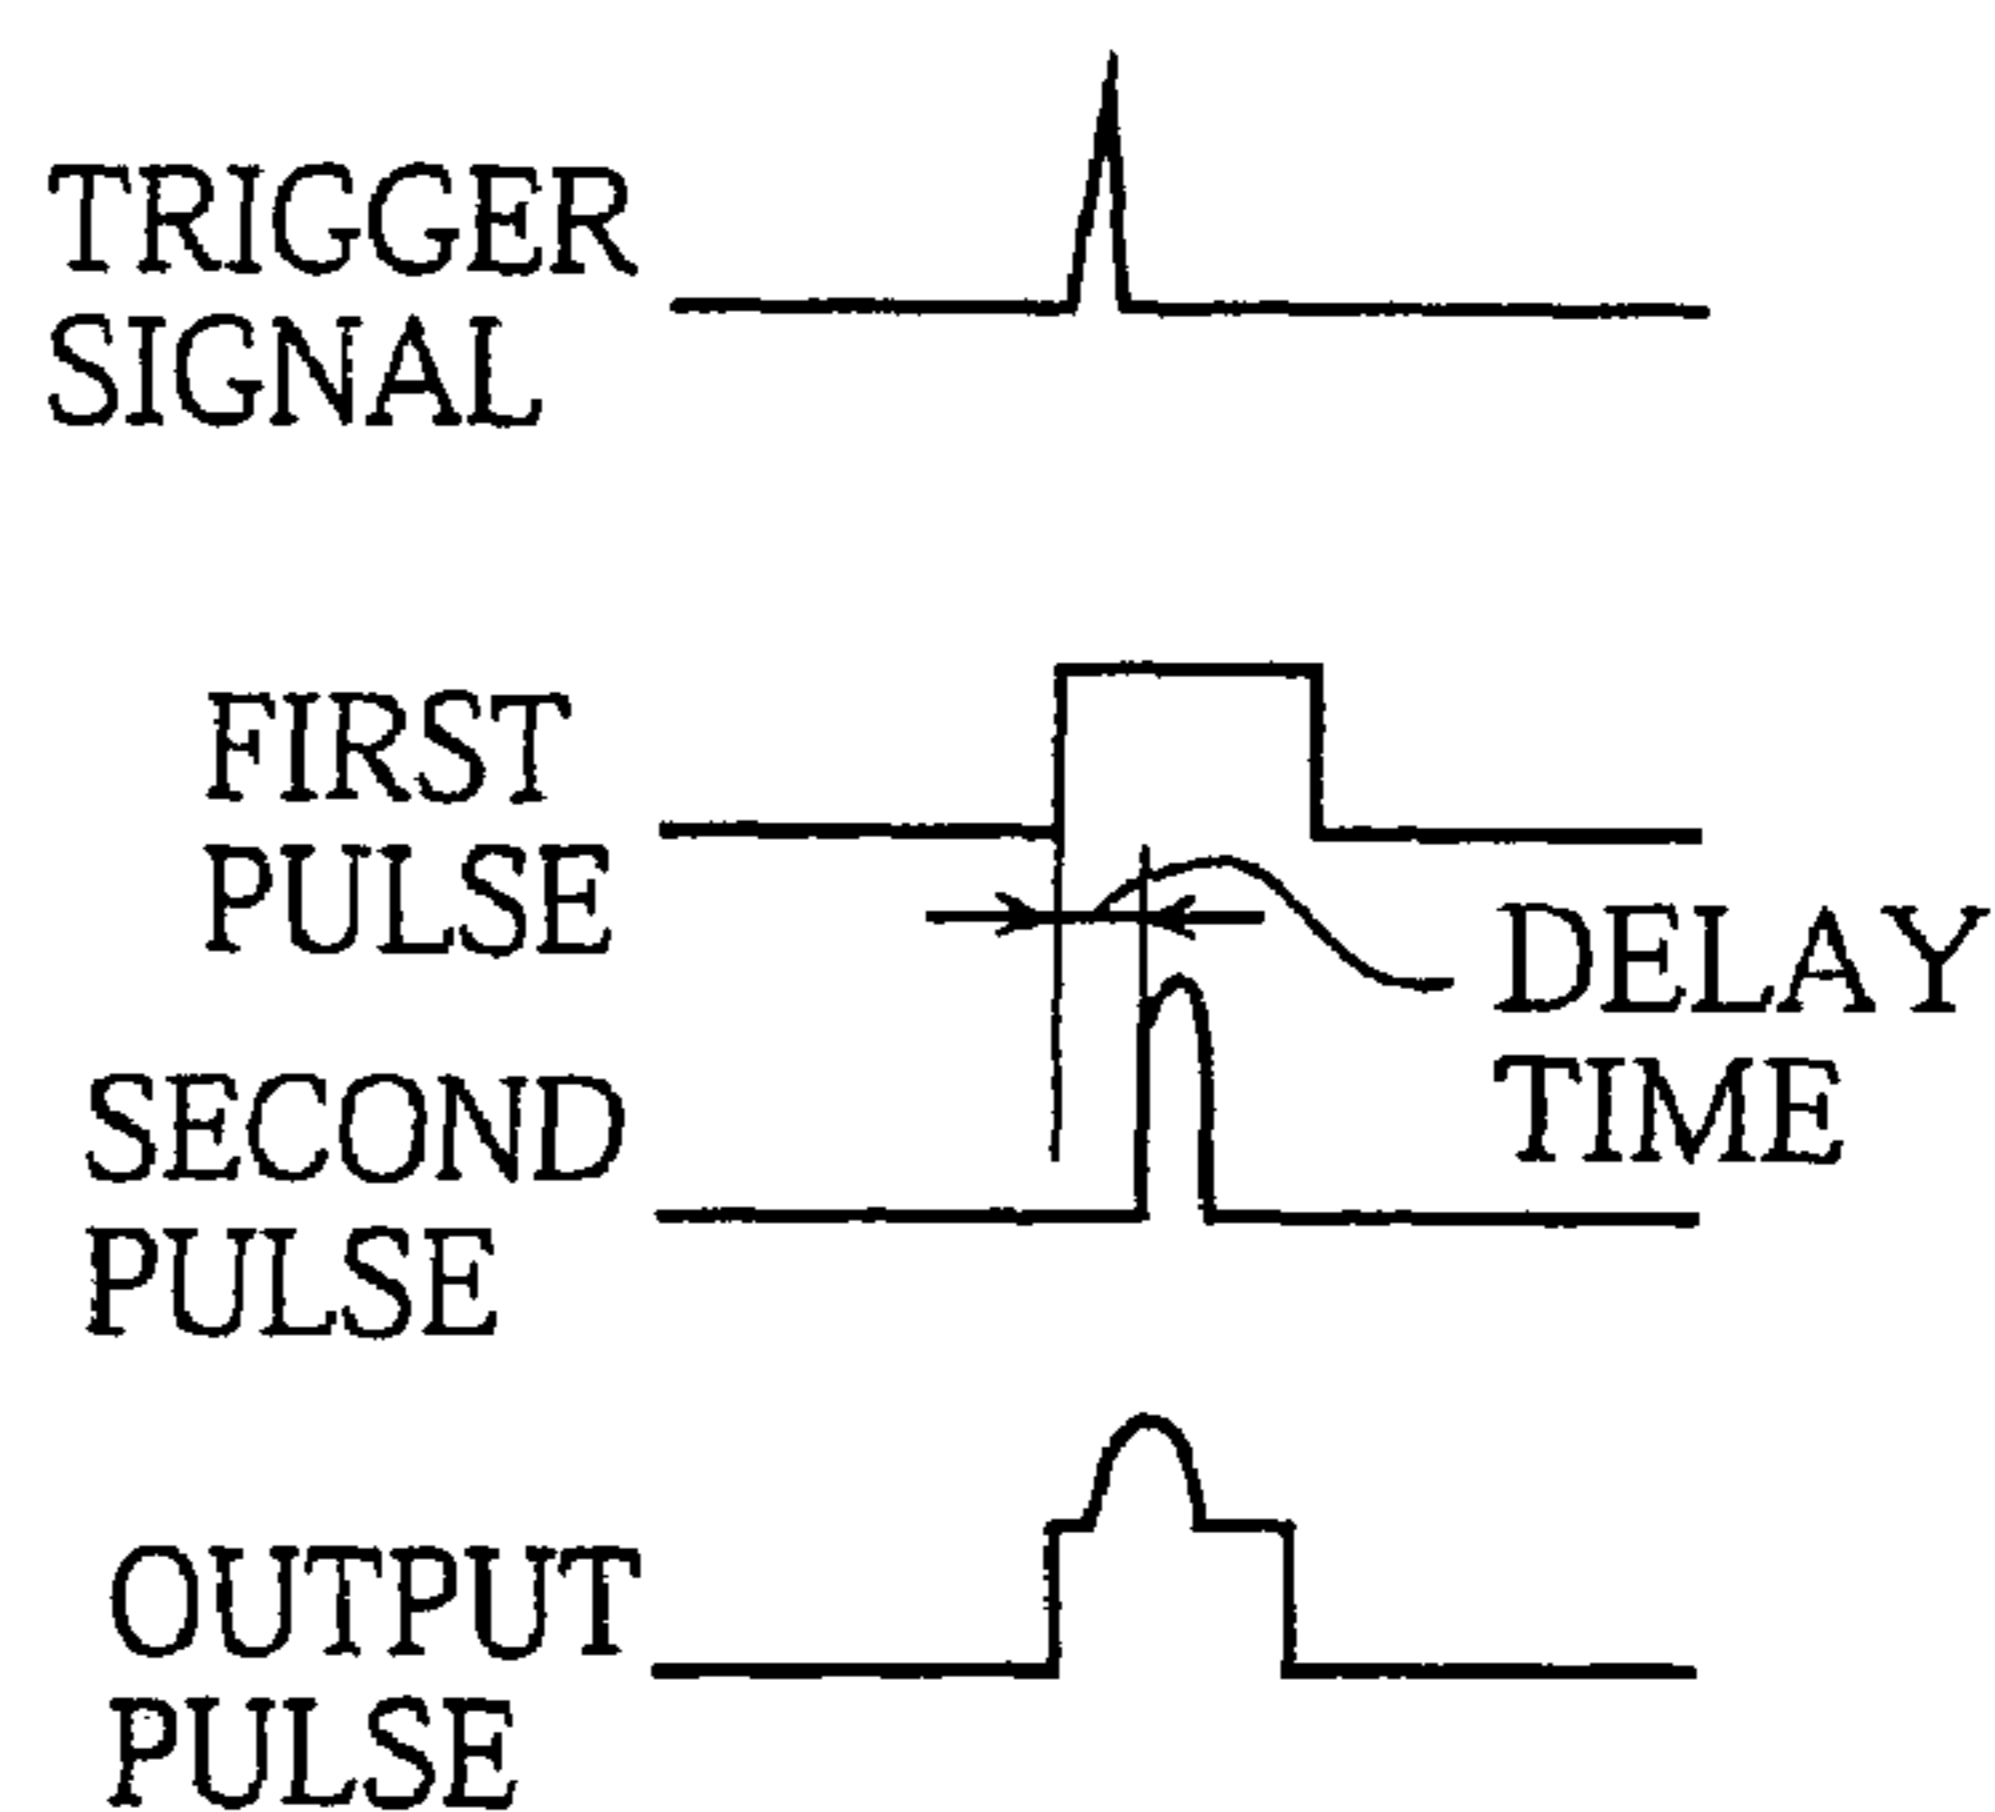 TRIGGER
SIGNAL
FIRST
PULSE
DELAY
TIME
SECOND
PULSE
OUTPUT
PULSE